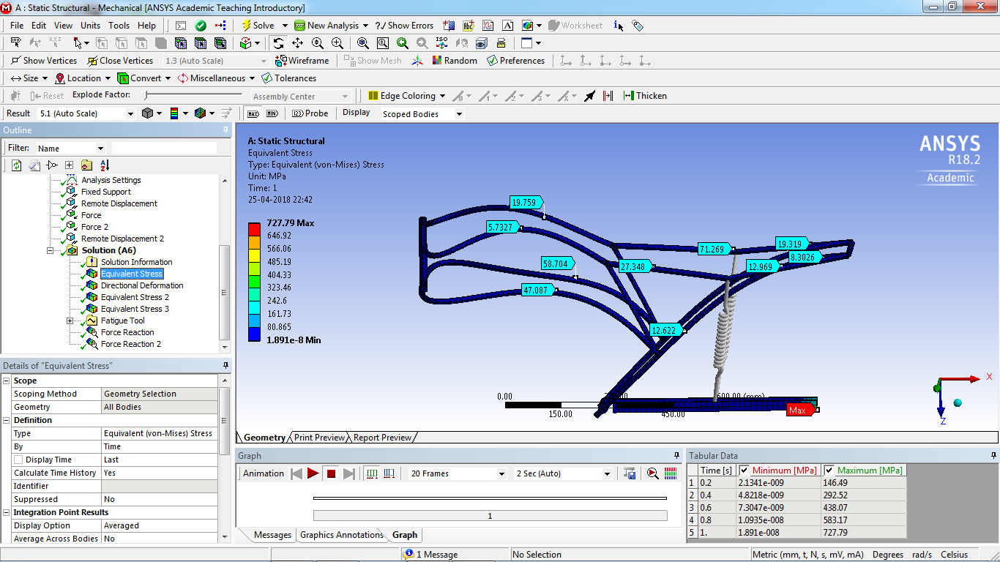 A : Static Structural - Mechanical [ANSYS Academic Teaching Introductory]
File Edit View Units Tools Help Solve New Analysis ?/ Show Errors Worksheet
Show Vertices Close Vertices 1.3 (Auto Scale) Wireframe Show Mesh Random Preferences
Size Location Convert Miscellaneous Tolerances
Reset Explode Factor: Assembly Center Edge Coloring Thicken
Result 5.1 (Auto Scale) MAX MIN Probe Display Scoped Bodies
Outline
Filter: Name
Analysis Settings
Fixed Support
Remote Displacement
Force
Force 2
Remote Displacement 2
Solution (A6)
Solution Information
Equivalent Stress
Directional Deformation
Equivalent Stress 2
Equivalent Stress 3
Fatigue Tool
Force Reaction
Force Reaction 2
Details of "Equivalent Stress"
Scope
Scoping Method Geometry Selection
Geometry All Bodies
Definition
Type Equivalent (von-Mises) Stress
By Time
Display Time Last
Calculate Time History Yes
Identifier
Suppressed No
Integration Point Results
Display Option Averaged
Average Across Bodies No
A: Static Structural
Equivalent Stress
Type: Equivalent (von-Mises) Stress
Unit: MPa
Time: 1
25-04-2018 22:42
727.79 Max
646.92
566.06
485.19
404.33
323.46
242.6
161.73
80.865
1.891e-8 Min
ANSYS
R18.2
Academic
19.759
5.7327
58.704
47.087
27.348
71.269
19.319
8.3026
12.969
12.622
Max
0.00 600.00 (mm)
150.00 450.00
X
Z
Geometry Print Preview Report Preview
Graph
Animation 20 Frames 2 Sec (Auto)
1
Messages Graphics Annotations Graph
Tabular Data
Time [s] Minimum [MPa] Maximum [MPa]
1 0.2 2.1341e-009 146.49
2 0.4 4.8218e-009 292.52
3 0.6 7.3047e-009 438.07
4 0.8 1.0935e-008 583.17
5 1. 1.891e-008 727.79
1 Message No Selection Metric (mm, t, N, s, mV, mA) Degrees rad/s Celsius